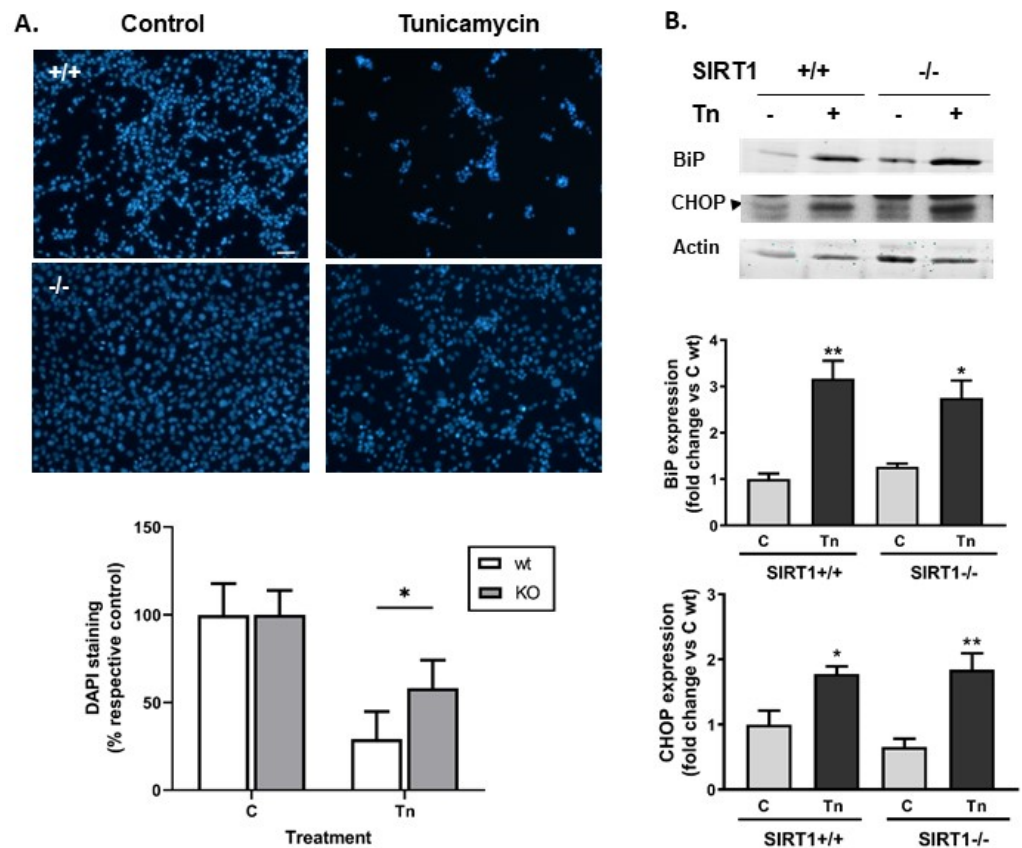 A.
Control
Tunicamycin
+/+
-/-
150
100
50
0
DAPI staining
(% respective control)
*
wt
KO
C
Tn
Treatment
B.
SIRT1 +/+ -/-
Tn - + - +
BiP
CHOP
Actin
4
3
2
1
0
BiP expression
(fold change vs C wt)
**
*
C Tn C Tn
SIRT1+/+ SIRT1-/-
3
2
1
0
CHOP expression
(fold change vs C wt)
*
**
C Tn C Tn
SIRT1+/+ SIRT1-/-